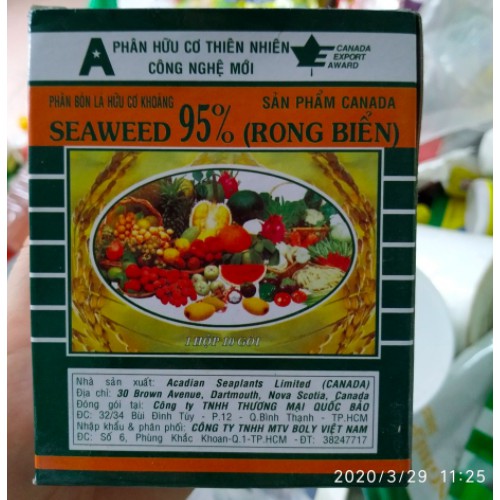 PHÂN HỮU CƠ THIÊN NHIÊN
CÔNG NGHỆ MỚI
CANADA
EXPORT
AWARD
PHÂN BÓN LÁ HỮU CƠ KHOÁNG
SẢN PHẨM CANADA
SEAWEED 95% (RONG BIỂN)
1 HỘP 10 GÓI
Nhà sản xuất: Acadian Seaplants Limited (CANADA)
Địa chỉ: 30 Brown Avenue, Dartmouth, Nova Scotia, Canada
Đóng gói tại: Công ty TNHH THƯƠNG MẠI QUỐC BẢO
ĐC: 32/34 Bùi Đình Túy - P.12 - Q.Bình Thạnh - TP.HCM
Nhập khẩu & phân phối: CÔNG TY TNHH MTV BOLY VIỆT NAM
ĐC: Số 6, Phùng Khắc Khoan-Q.1-TP.HCM -ĐT: 38247717
2020/3/29 11:25